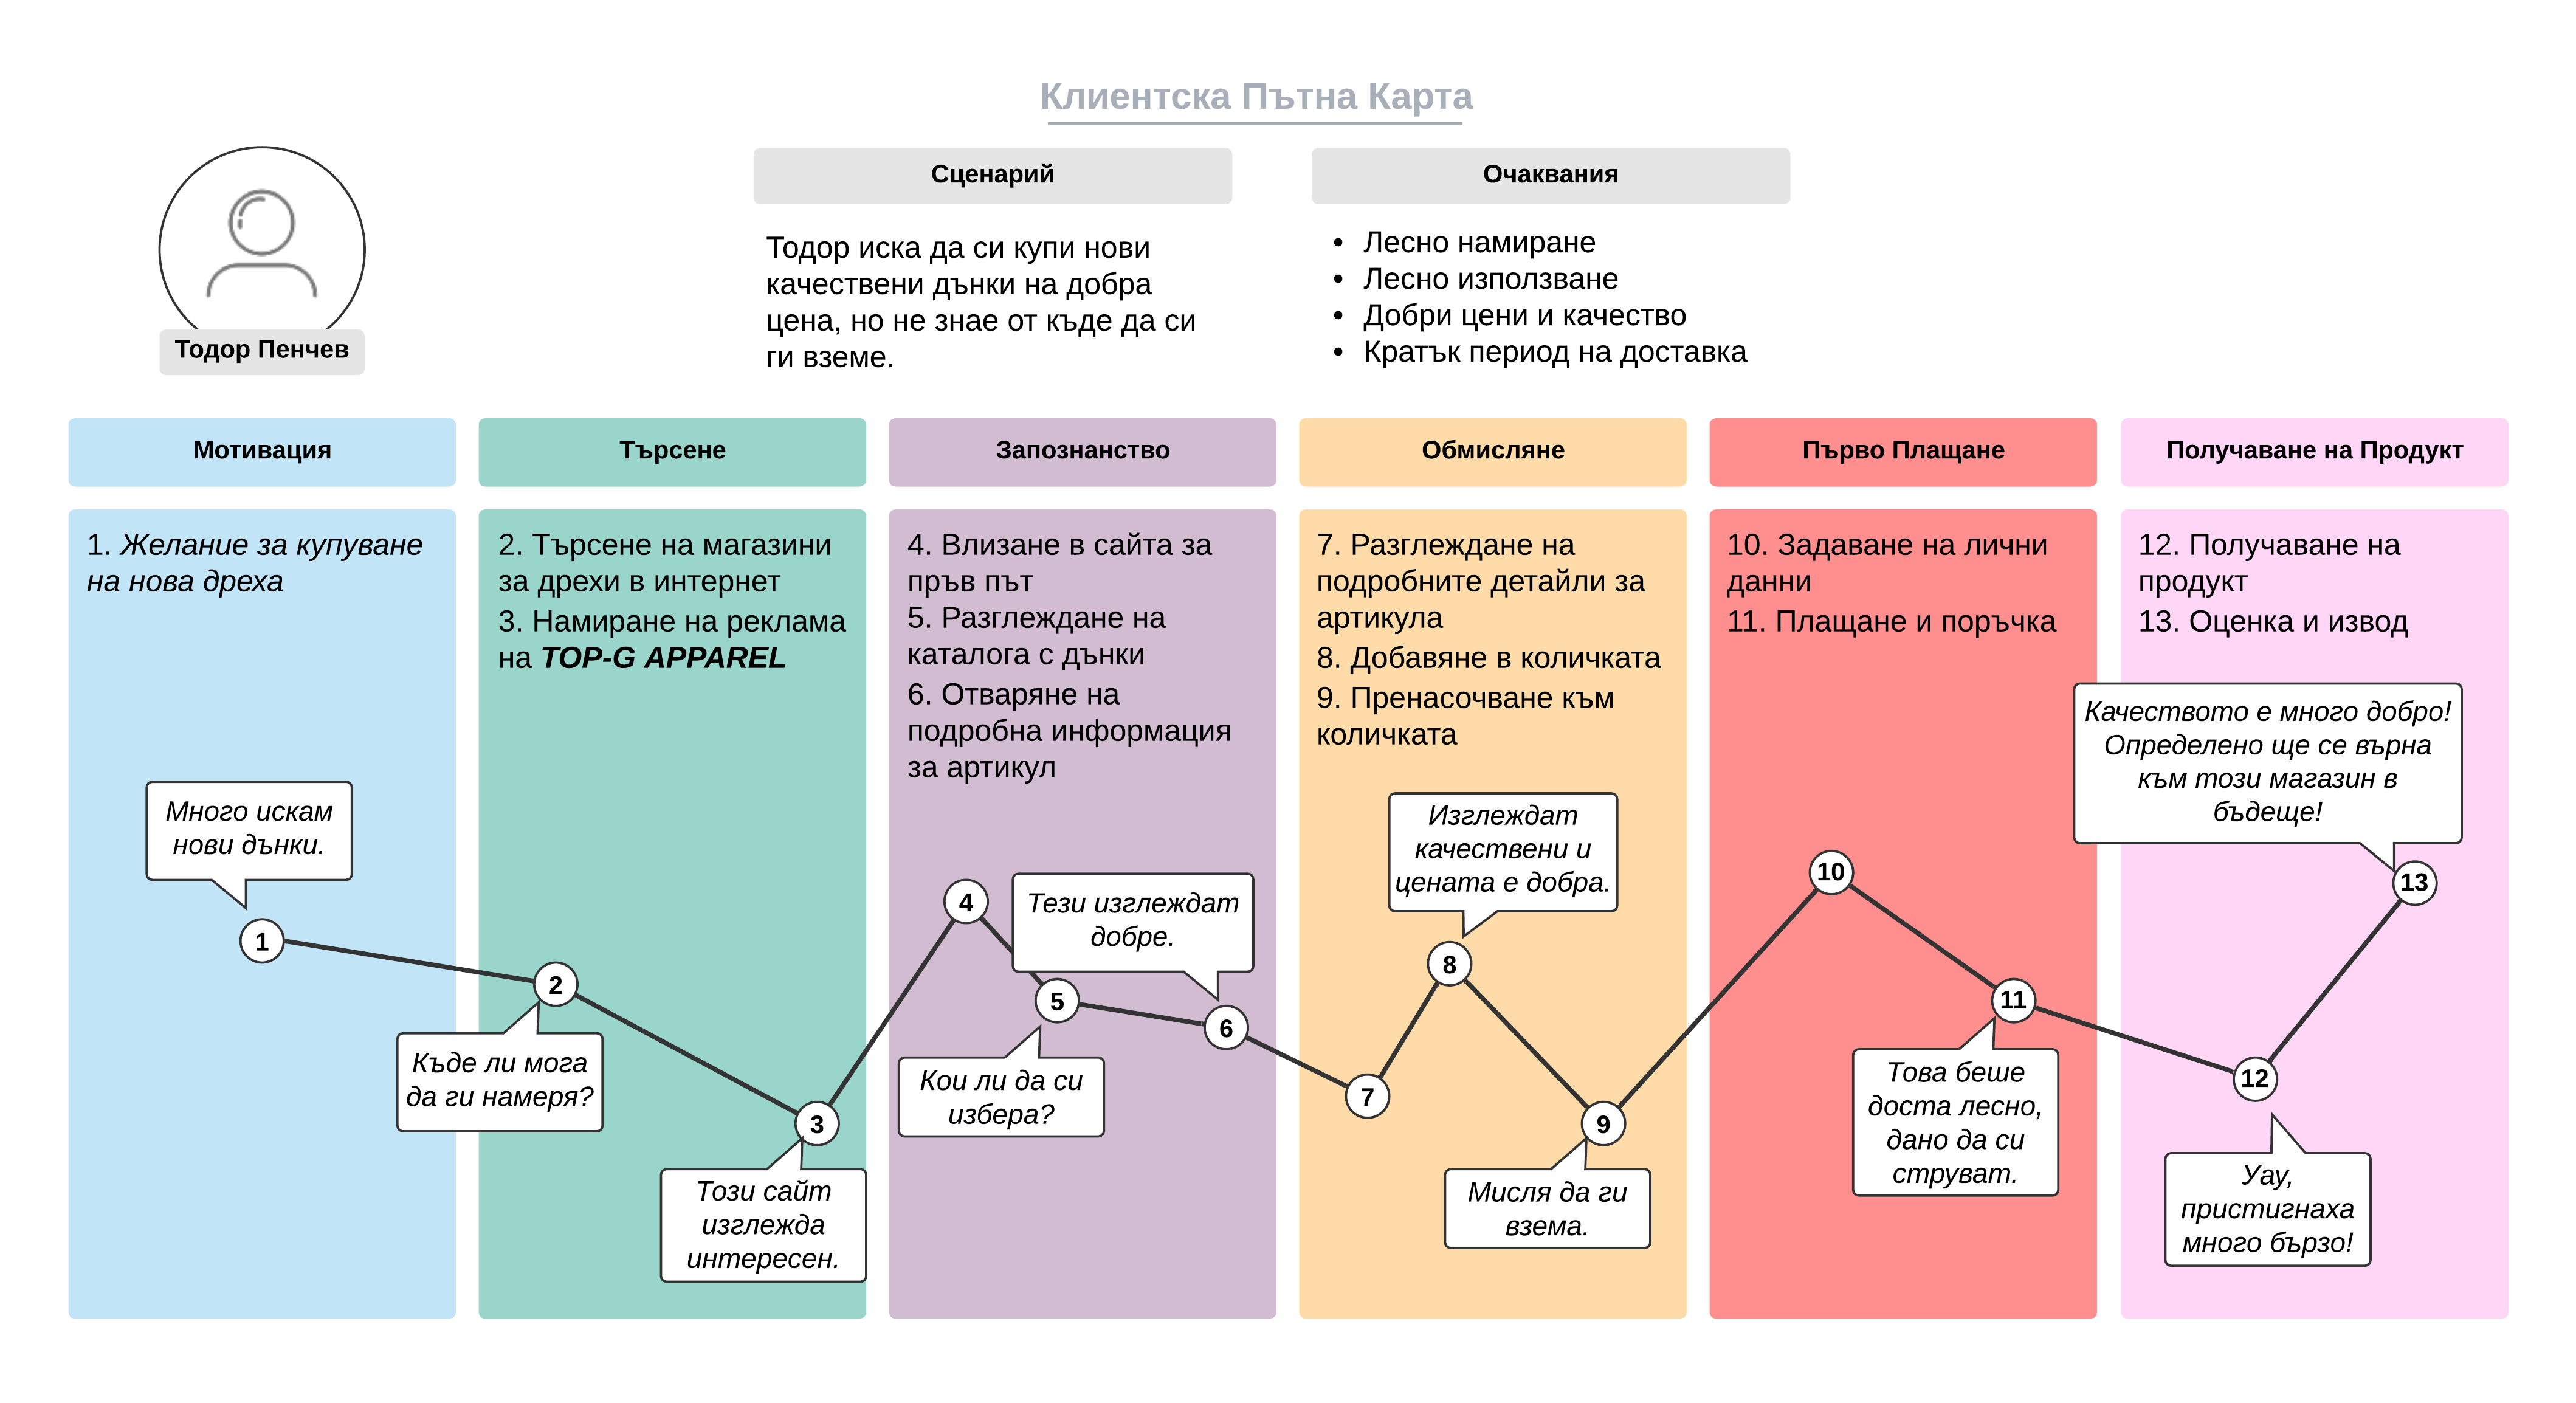 Клиентска Пътна Карта
Тодор Пенчев
Сценарий
Тодор иска да си купи нови
качествени дънки на добра
цена, но не знае от къде да си
ги вземе.
Очаквания
• Лесно намиране
• Лесно използване
• Добри цени и качество
• Кратък период на доставка
Мотивация
1. Желание за купуване
на нова дреха
Много искам
нови дънки.
1
Търсене
2. Търсене на магазини
за дрехи в интернет
3. Намиране на реклама
на TOP-G APPAREL
2
Къде ли мога
да ги намеря?
3
Този сайт
изглежда
интересен.
Запознанство
4. Влизане в сайта за
пръв път
5. Разглеждане на
каталога с дънки
6. Отваряне на
подробна информация
за артикул
4
Тези изглеждат
добре.
5
6
Кои ли да си
избера?
Обмисляне
7. Разглеждане на
подробните детайли за
артикула
8. Добавяне в количката
9. Пренасочване към
количката
Изглеждат
качествени и
цената е добра.
8
7
9
Мисля да ги
взема.
Първо Плащане
10. Задаване на лични
данни
11. Плащане и поръчка
10
11
Това беше
доста лесно,
дано да си
струват.
Получаване на Продукт
12. Получаване на
продукт
13. Оценка и извод
Качеството е много добро!
Определено ще се върна
към този магазин в
бъдеще!
13
12
Уау,
пристигнаха
много бързо!